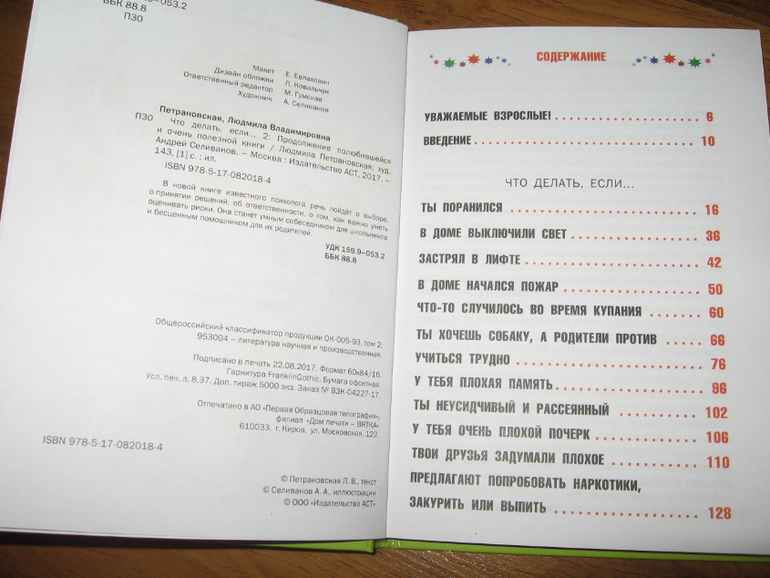 УДК 159.9-053.2
ББК 88.8
П30
Макет Е. Евлахович
Дизайн обложки Л. Ковальчук
Ответственный редактор М. Гумская
Художник А. Селиванов
Петрановская, Людмила Владимировна
П30 Что делать, если... 2: Продолжение полюбившейся
и очень полезной книги / Людмила Петрановская; худ.
Андрей Селиванов. – Москва : Издательство АСТ, 2017. –
143, [1] с. : ил.
ISBN 978-5-17-082018-4
В новой книге известного психолога речь пойдёт о выборе,
о принятии решений, об ответственности, о том, как важно уметь
оценивать риски. Она станет умным собеседником для школьников
и бесценным помощником для их родителей.
УДК 159.9–053.2
ББК 88.8
Общероссийский классификатор продукции ОК-005-93, том 2;
953004 – литература научная и производственная.
Подписано в печать 22.08.2017. Формат 60x84/16.
Гарнитура FranklinGothic. Бумага офсетная.
Усл. печ. л. 8,37. Доп. тираж 5000 экз. Заказ № ВЗК-04227-17.
Отпечатано в АО «Первая Образцовая типография»,
филиал «Дом печати – ВЯТКА»
610033, г. Киров, ул. Московская, 122.
ISBN 978-5-17-082018-4
© Петрановская Л. В., текст
© Селиванов А. А., иллюстрации
© ООО «Издательство АСТ»
СОДЕРЖАНИЕ
УВАЖАЕМЫЕ ВЗРОСЛЫЕ! 6
ВВЕДЕНИЕ 10
ЧТО ДЕЛАТЬ, ЕСЛИ...
ТЫ ПОРАНИЛСЯ 16
В ДОМЕ ВЫКЛЮЧИЛИ СВЕТ 36
ЗАСТРЯЛ В ЛИФТЕ 42
В ДОМЕ НАЧАЛСЯ ПОЖАР 50
ЧТО-ТО СЛУЧИЛОСЬ ВО ВРЕМЯ КУПАНИЯ 60
ТЫ ХОЧЕШЬ СОБАКУ, А РОДИТЕЛИ ПРОТИВ 66
УЧИТЬСЯ ТРУДНО 76
У ТЕБЯ ПЛОХАЯ ПАМЯТЬ 96
ТЫ НЕУСИДЧИВЫЙ И РАССЕЯННЫЙ 102
У ТЕБЯ ОЧЕНЬ ПЛОХОЙ ПОЧЕРК 106
ТВОИ ДРУЗЬЯ ЗАДУМАЛИ ПЛОХОЕ 110
ПРЕДЛАГАЮТ ПОПРОБОВАТЬ НАРКОТИКИ,
ЗАКУРИТЬ ИЛИ ВЫПИТЬ 128